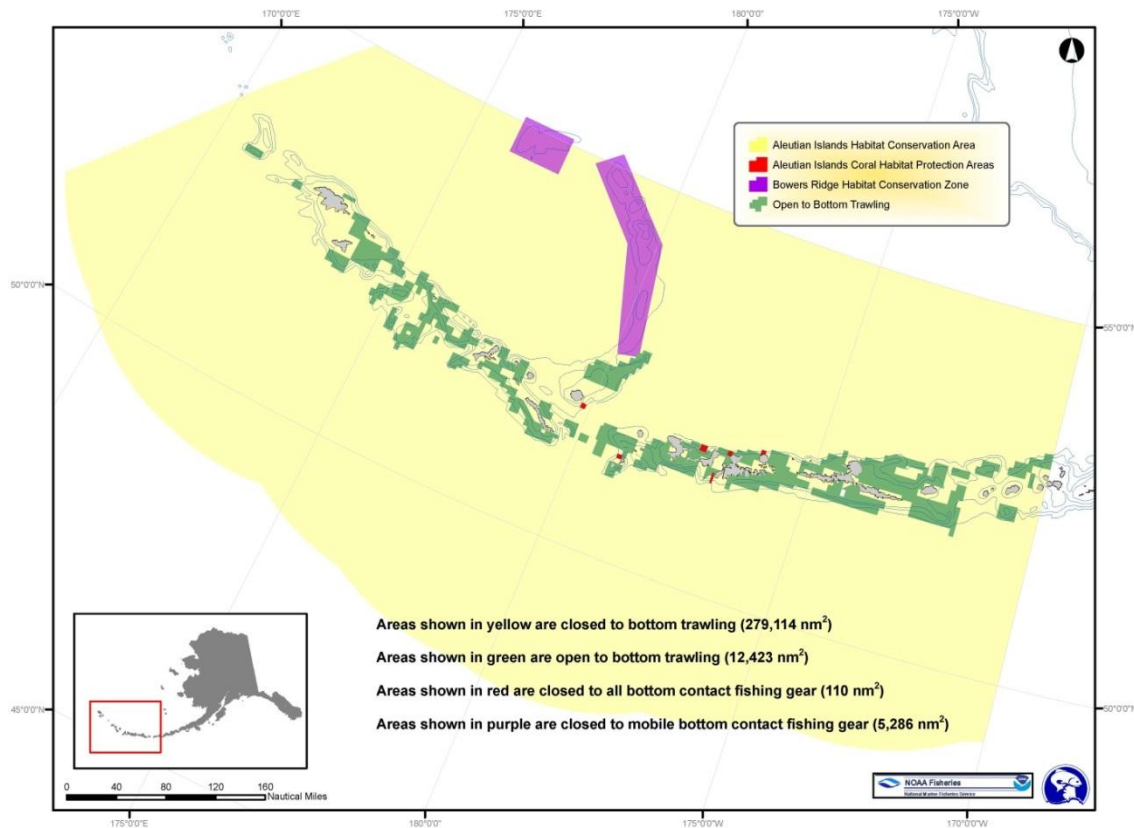 170°0'0"E
175°0'0"E
180°0'0"
175°0'0"W
Aleutian Islands Habitat Conservation Area
Aleutian Islands Coral Habitat Protection Areas
Bowers Ridge Habitat Conservation Zone
Open to Bottom Trawling
50°0'0"N
55°0'0"N
Areas shown in yellow are closed to bottom trawling (279,114 nm²)
Areas shown in green are open to bottom trawling (12,423 nm²)
Areas shown in red are closed to all bottom contact fishing gear (110 nm²)
Areas shown in purple are closed to mobile bottom contact fishing gear (5,286 nm²)
45°0'0"N
50°0'0"N
0 40 80 120 160
Nautical Miles
NOAA Fisheries
National Marine Fisheries Service
175°0'0"E
180°0'0"
175°0'0"W
170°0'0"W